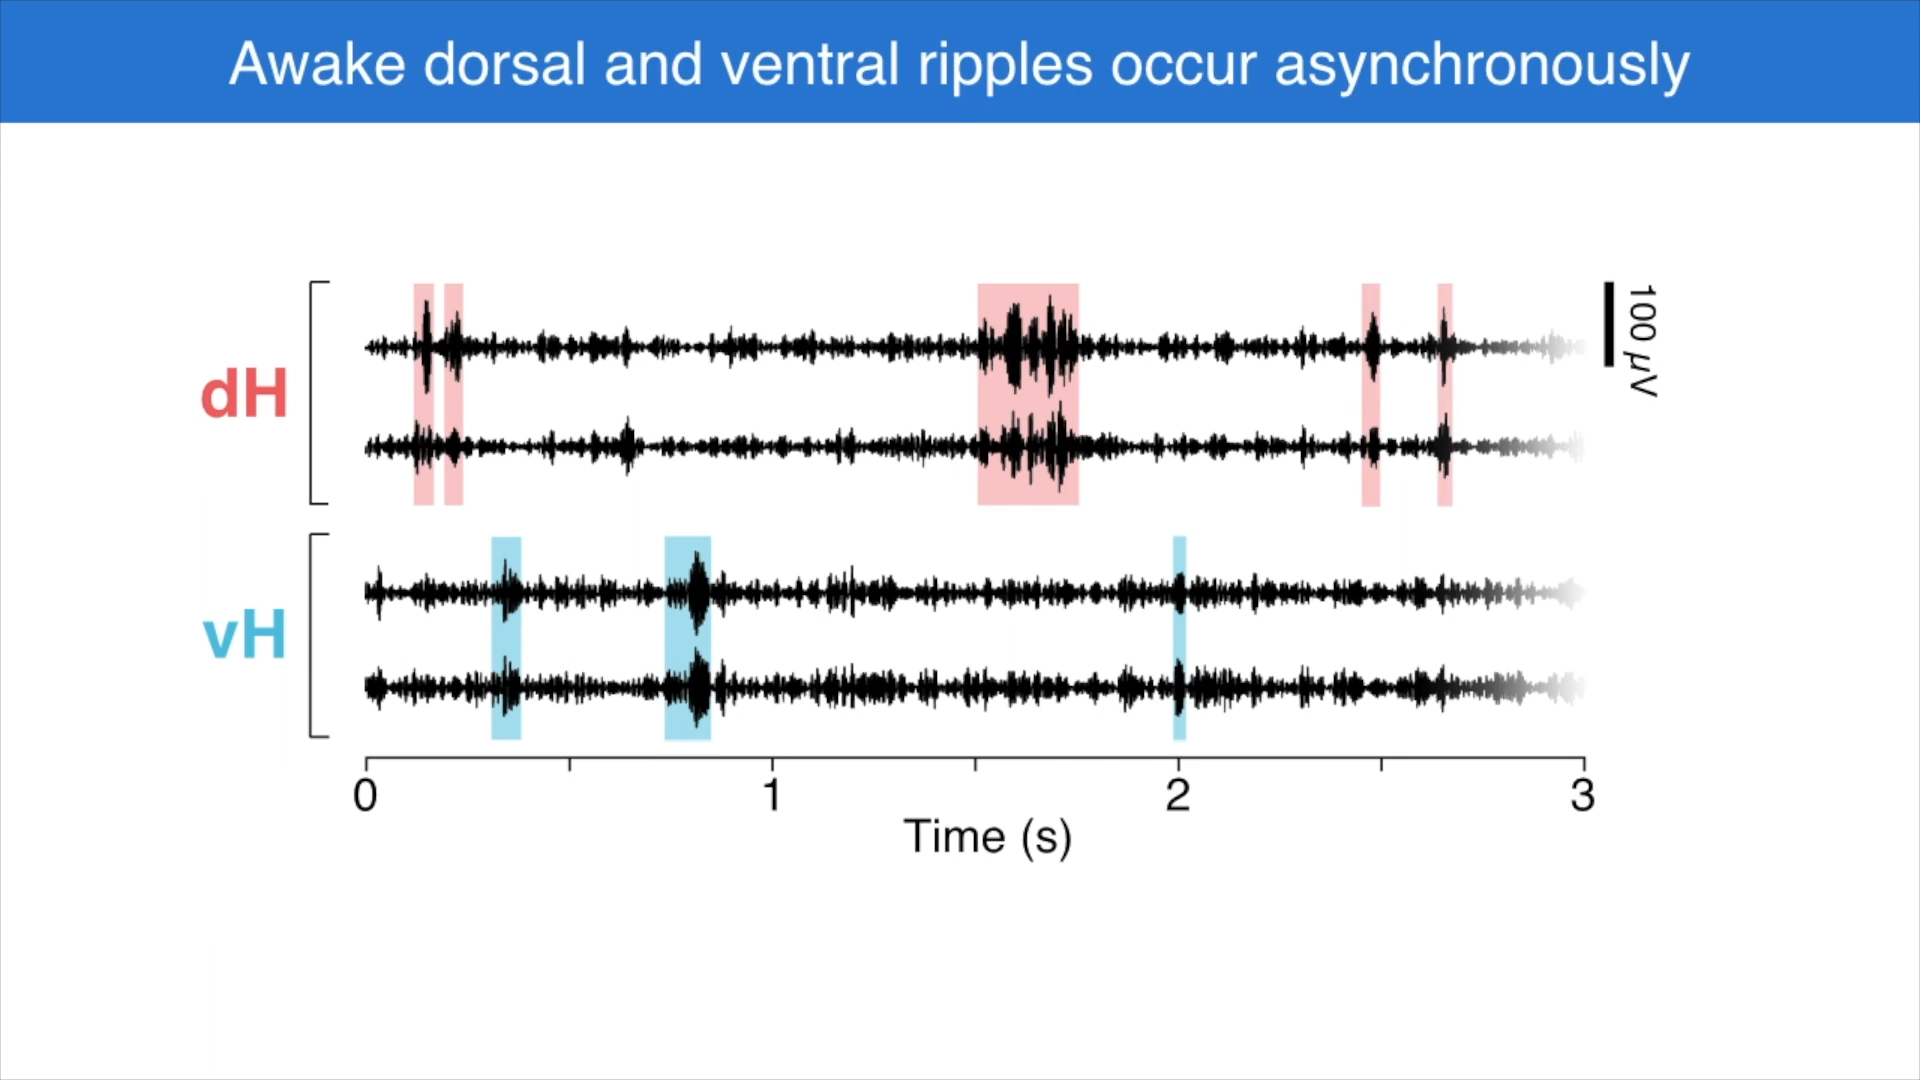 Awake dorsal and ventral ripples occur asynchronously
dH
100 µV
vH
0 1 2 3
Time (s)